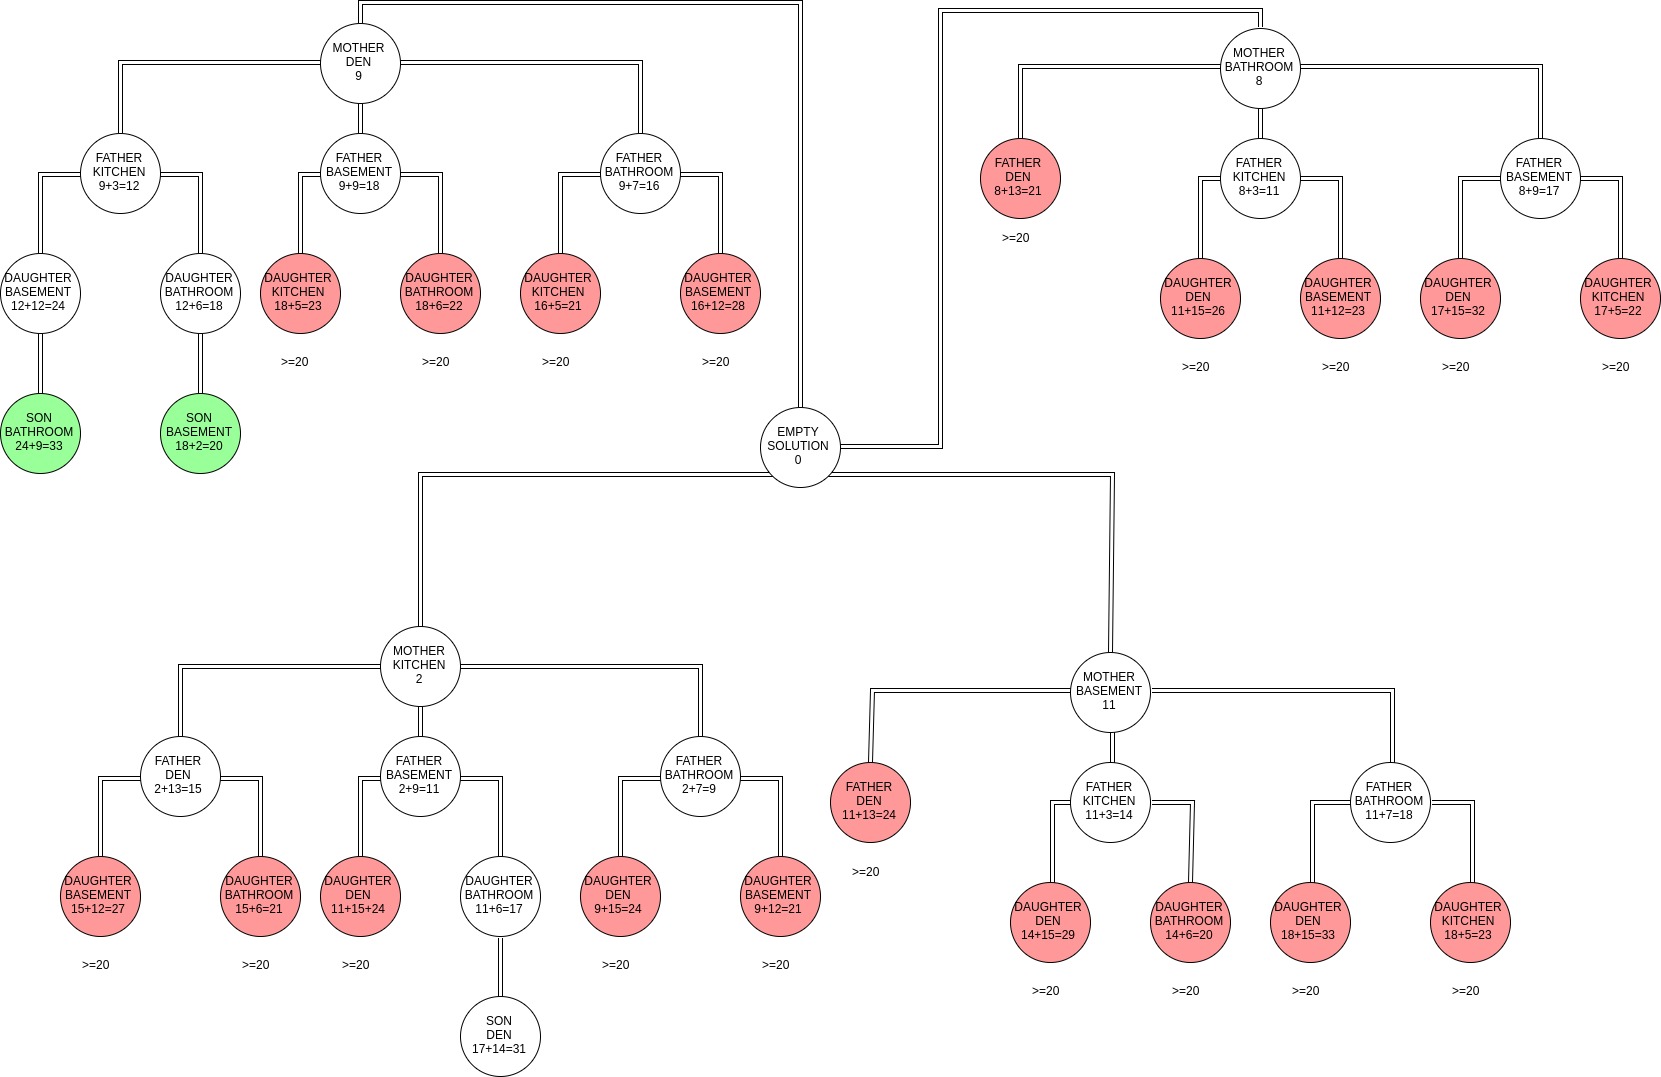 MOTHER
DEN
9
FATHER
KITCHEN
9+3=12
FATHER
BASEMENT
9+9=18
FATHER
BATHROOM
9+7=16
DAUGHTER
BASEMENT
12+12=24
DAUGHTER
BATHROOM
12+6=18
DAUGHTER
KITCHEN
18+5=23
DAUGHTER
BATHROOM
18+6=22
DAUGHTER
KITCHEN
16+5=21
DAUGHTER
BASEMENT
16+12=28
>=20
>=20
>=20
>=20
SON
BATHROOM
24+9=33
SON
BASEMENT
18+2=20
MOTHER
BATHROOM
8
FATHER
DEN
8+13=21
>=20
FATHER
KITCHEN
8+3=11
FATHER
BASEMENT
8+9=17
DAUGHTER
DEN
11+15=26
DAUGHTER
BASEMENT
11+12=23
DAUGHTER
DEN
17+15=32
DAUGHTER
KITCHEN
17+5=22
>=20
>=20
>=20
>=20
EMPTY
SOLUTION
0
MOTHER
KITCHEN
2
FATHER
DEN
2+13=15
FATHER
BASEMENT
2+9=11
FATHER
BATHROOM
2+7=9
DAUGHTER
BASEMENT
15+12=27
DAUGHTER
BATHROOM
15+6=21
DAUGHTER
DEN
11+15+24
DAUGHTER
BATHROOM
11+6=17
DAUGHTER
DEN
9+15=24
DAUGHTER
BASEMENT
9+12=21
>=20
>=20
>=20
>=20
>=20
SON
DEN
17+14=31
MOTHER
BASEMENT
11
FATHER
DEN
11+13=24
>=20
FATHER
KITCHEN
11+3=14
FATHER
BATHROOM
11+7=18
DAUGHTER
DEN
14+15=29
DAUGHTER
BATHROOM
14+6=20
DAUGHTER
DEN
18+15=33
DAUGHTER
KITCHEN
18+5=23
>=20
>=20
>=20
>=20